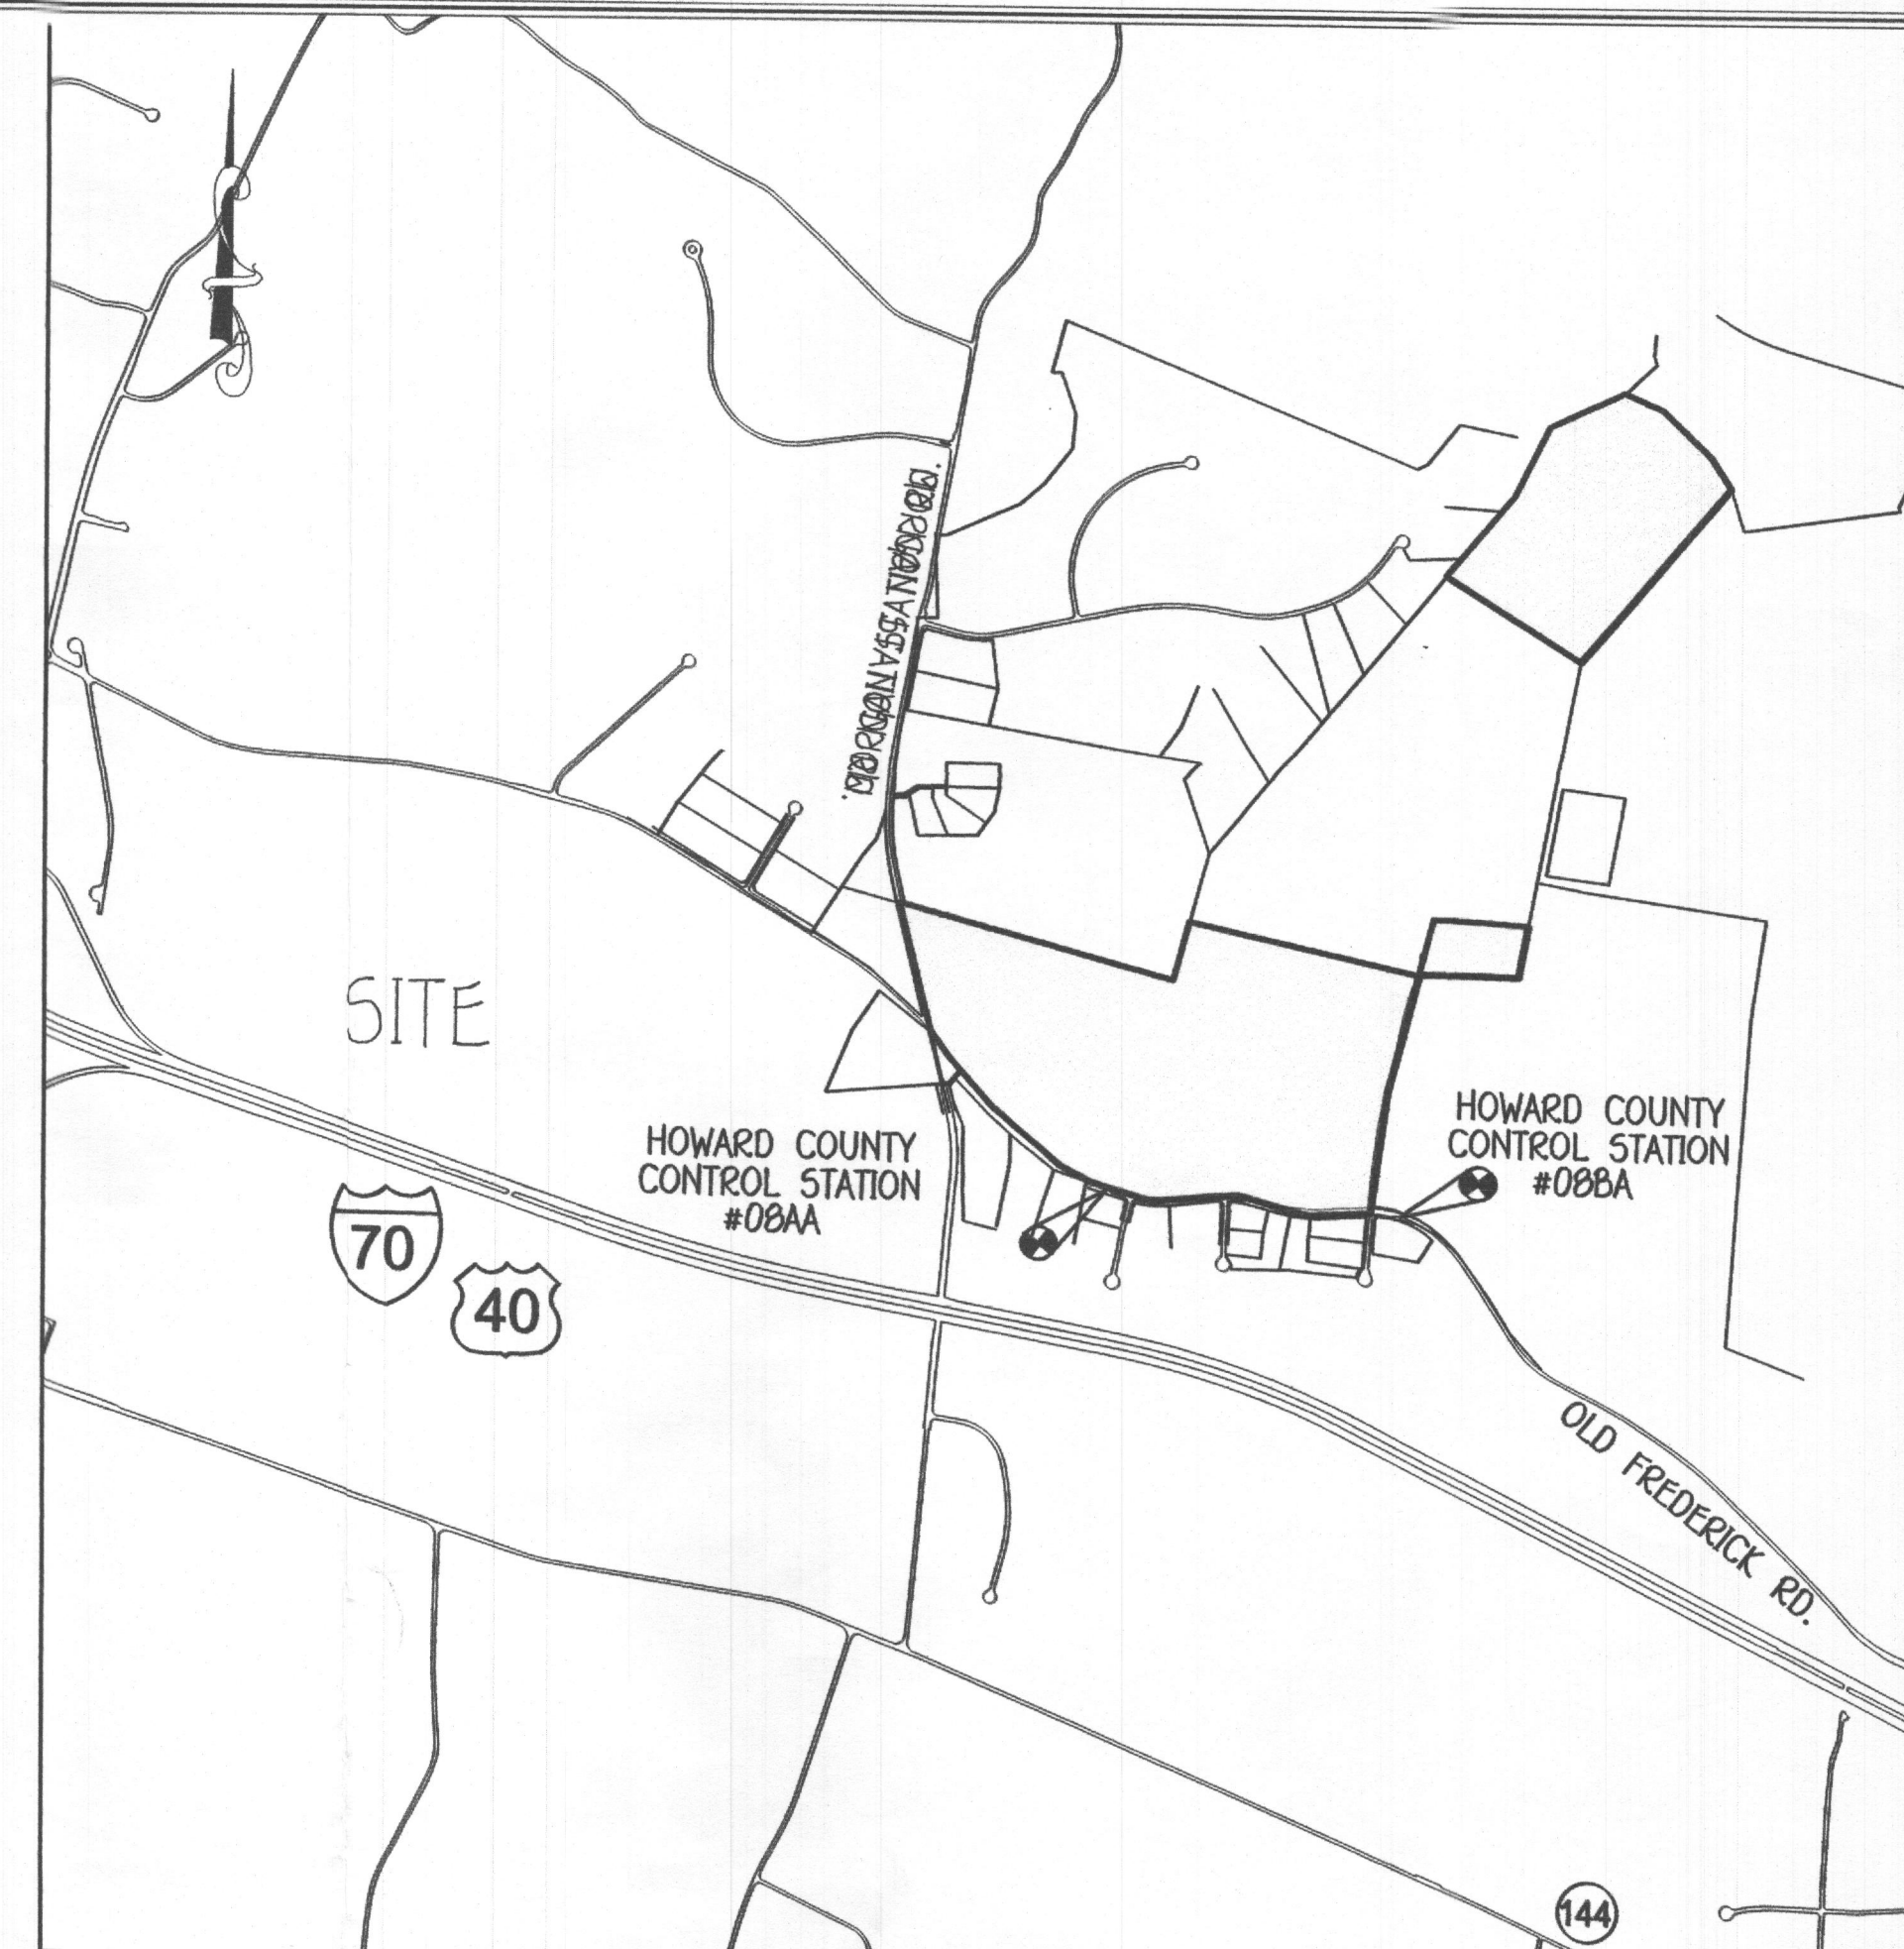 SITE
HOWARD COUNTY
CONTROL STATION
#08AA
HOWARD COUNTY
CONTROL STATION
#08BA
70
40
OLD FREDERICK RD.
144